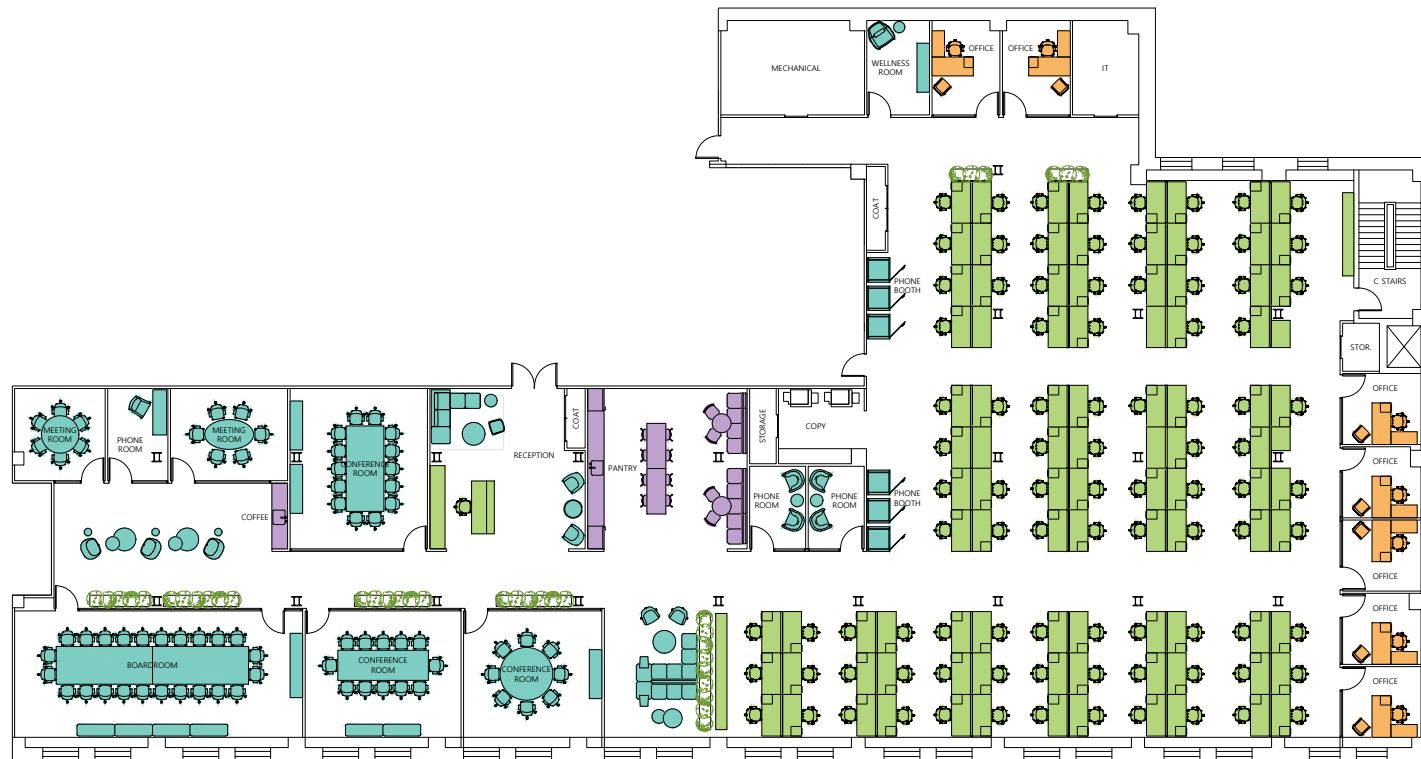 OFFICE
OFFICE
MECHANICAL
WELLNESS
ROOM
IT
COAT
PHONE
BOOTH
C STAIRS
STOR.
OFFICE
MEETING
ROOM
PHONE
ROOM
MEETING
ROOM
CONFERENCE
ROOM
RECEPTION
COAT
PANTRY
STORAGE
COPY
COFFEE
PHONE
ROOM
PHONE
ROOM
PHONE
BOOTH
OFFICE
OFFICE
OFFICE
BOARDROOM
CONFERENCE
ROOM
CONFERENCE
ROOM
OFFICE